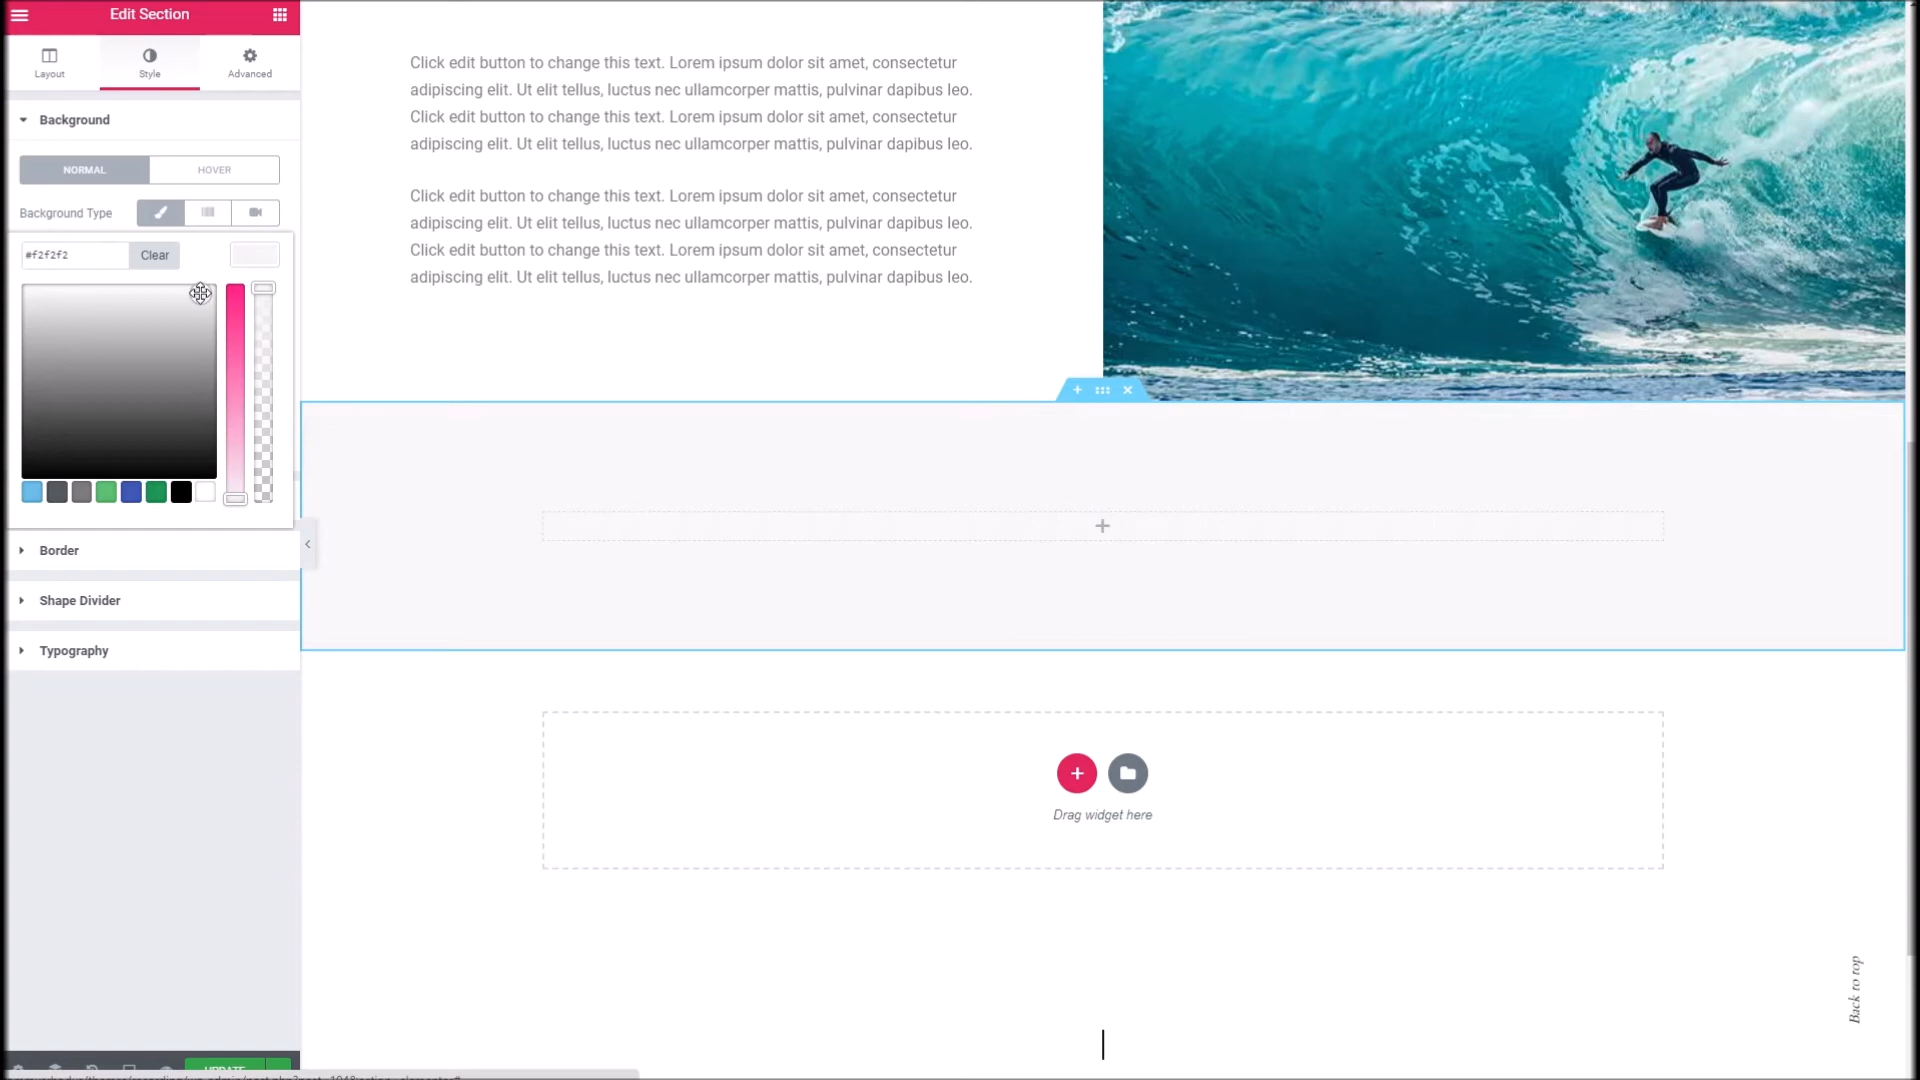 Edit Section
Layout
Style
Advanced
Background
NORMAL
HOVER
Background Type
#f2f2f2
Clear
Border
Shape Divider
Typography
Click edit button to change this text. Lorem ipsum dolor sit amet, consectetur
adipiscing elit. Ut elit tellus, luctus nec ullamcorper mattis, pulvinar dapibus leo.
Click edit button to change this text. Lorem ipsum dolor sit amet, consectetur
adipiscing elit. Ut elit tellus, luctus nec ullamcorper mattis, pulvinar dapibus leo.
Click edit button to change this text. Lorem ipsum dolor sit amet, consectetur
adipiscing elit. Ut elit tellus, luctus nec ullamcorper mattis, pulvinar dapibus leo.
Click edit button to change this text. Lorem ipsum dolor sit amet, consectetur
adipiscing elit. Ut elit tellus, luctus nec ullamcorper mattis, pulvinar dapibus leo.
Drag widget here
Back to top
UPDATE